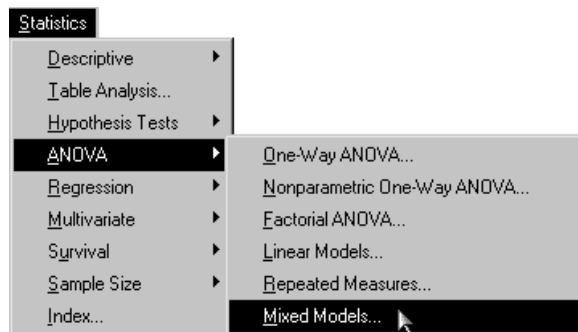 Statistics
Descriptive
Table Analysis...
Hypothesis Tests
ANOVA
Regression
Multivariate
Survival
Sample Size
Index...
One-Way ANOVA...
Nonparametric One-Way ANOVA...
Factorial ANOVA...
Linear Models...
Repeated Measures...
Mixed Models...